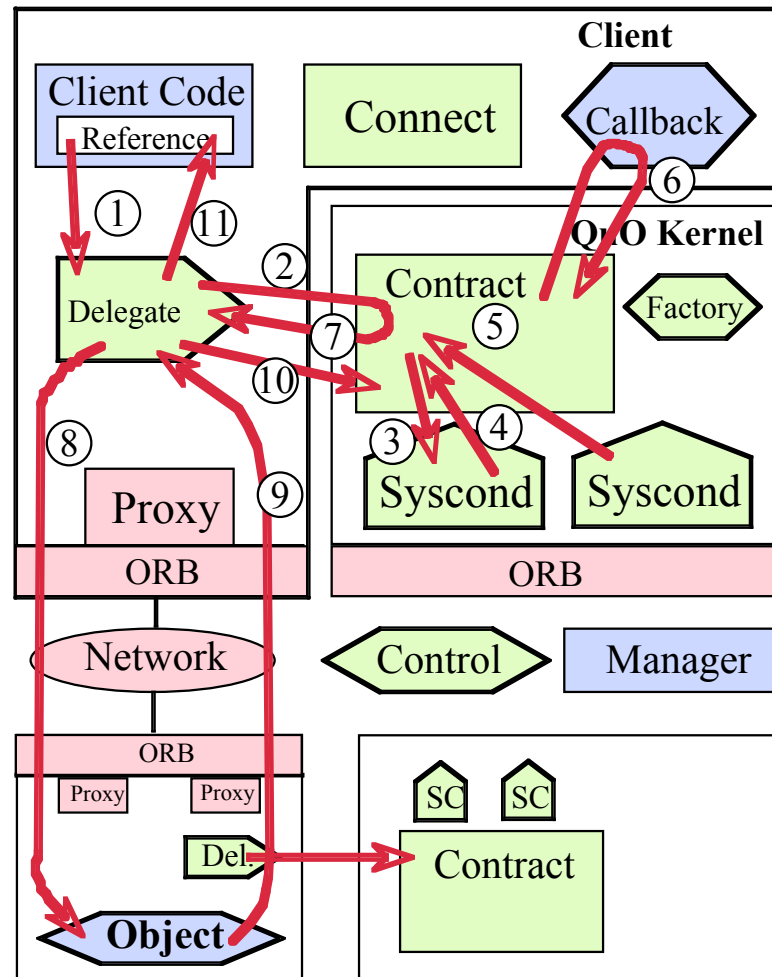 Client
Client Code
Reference
Connect
Callback
1
11
6
QuO Kernel
2
Contract
Delegate
Factory
7
5
10
8
3
4
9
Syscond
Syscond
Proxy
ORB
ORB
Network
Control
Manager
ORB
Proxy
Proxy
SC
SC
Del.
Contract
Object